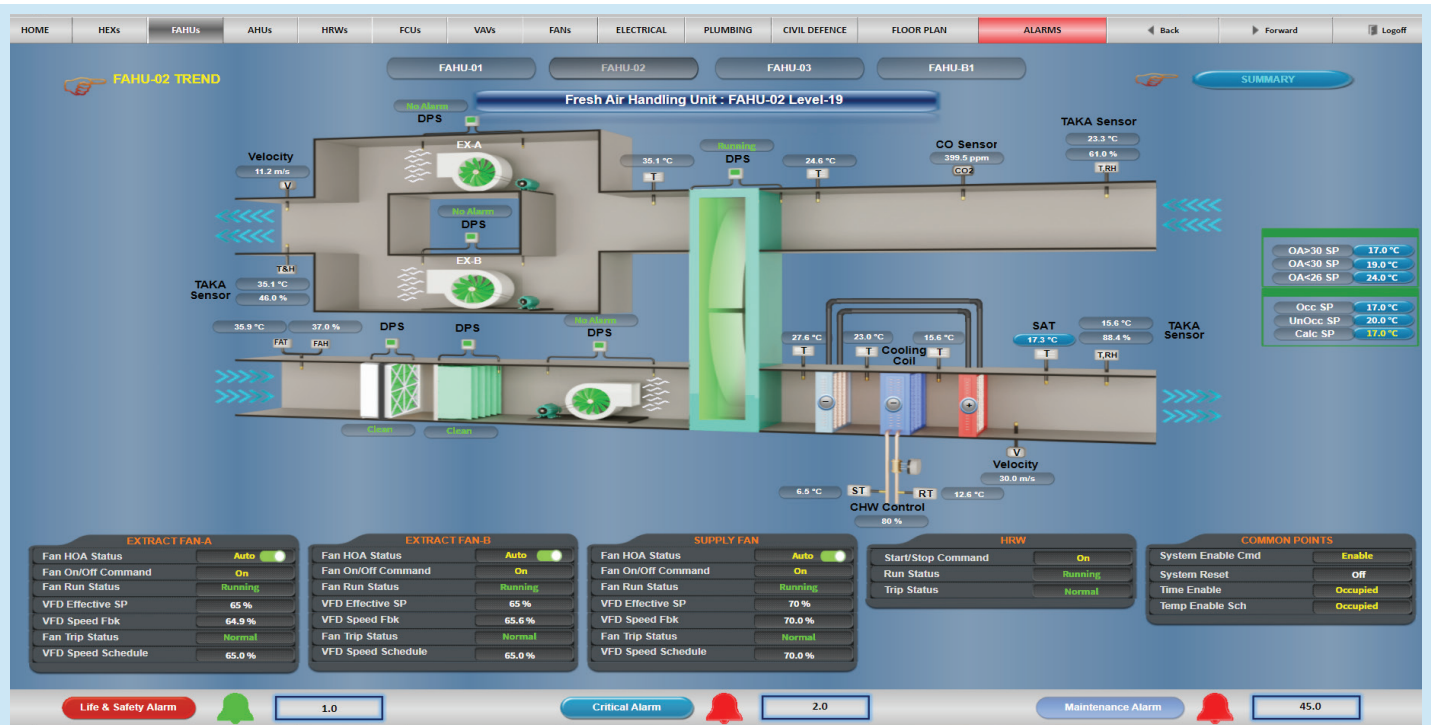 HOME HEXs FAHUs AHUs HRWs FCUs VAVs FANs ELECTRICAL PLUMBING CIVIL DEFENCE FLOOR PLAN ALARMS Back Forward Logoff
FAHU-02 TREND
FAHU-01 FAHU-02 FAHU-03 FAHU-B1
SUMMARY
Fresh Air Handling Unit : FAHU-02 Level-19
No Alarm
DPS
EX-A
Velocity
11.2 m/s
V
No Alarm
DPS
EX-B
T&H
TAKA Sensor
35.1 °C
46.0 %
35.1 °C
T
Running
DPS
24.6 °C
T
CO Sensor
399.5 ppm
CO2
TAKA Sensor
23.3 °C
61.0 %
T,RH
OA>30 SP 17.0 °C
OA<30 SP 19.0 °C
OA<26 SP 24.0 °C
Occ SP 17.0 °C
UnOcc SP 20.0 °C
Calc SP 17.0 °C
35.9 °C
FAT
37.0 %
FAH
DPS
Clean
DPS
Clean
No Alarm
DPS
27.6 °C
T
23.0 °C
T
Cooling
Coil
15.6 °C
T
SAT
17.3 °C
T
15.6 °C
88.4 %
T,RH
TAKA
Sensor
V
Velocity
30.0 m/s
6.5 °C ST RT 12.6 °C
CHW Control
80 %
EXTRACT FAN-A
Fan HOA Status Auto
Fan On/Off Command On
Fan Run Status Running
VFD Effective SP 65 %
VFD Speed Fbk 64.9 %
Fan Trip Status Normal
VFD Speed Schedule 65.0 %
EXTRACT FAN-B
Fan HOA Status Auto
Fan On/Off Command On
Fan Run Status Running
VFD Effective SP 65 %
VFD Speed Fbk 65.6 %
Fan Trip Status Normal
VFD Speed Schedule 65.0 %
SUPPLY FAN
Fan HOA Status Auto
Fan On/Off Command On
Fan Run Status Running
VFD Effective SP 70 %
VFD Speed Fbk 70.0 %
Fan Trip Status Normal
VFD Speed Schedule 70.0 %
HRW
Start/Stop Command On
Run Status Running
Trip Status Normal
COMMON POINTS
System Enable Cmd Enable
System Reset Off
Time Enable Occupied
Temp Enable Sch Occupied
Life & Safety Alarm 1.0
Critical Alarm 2.0
Maintenance Alarm 45.0